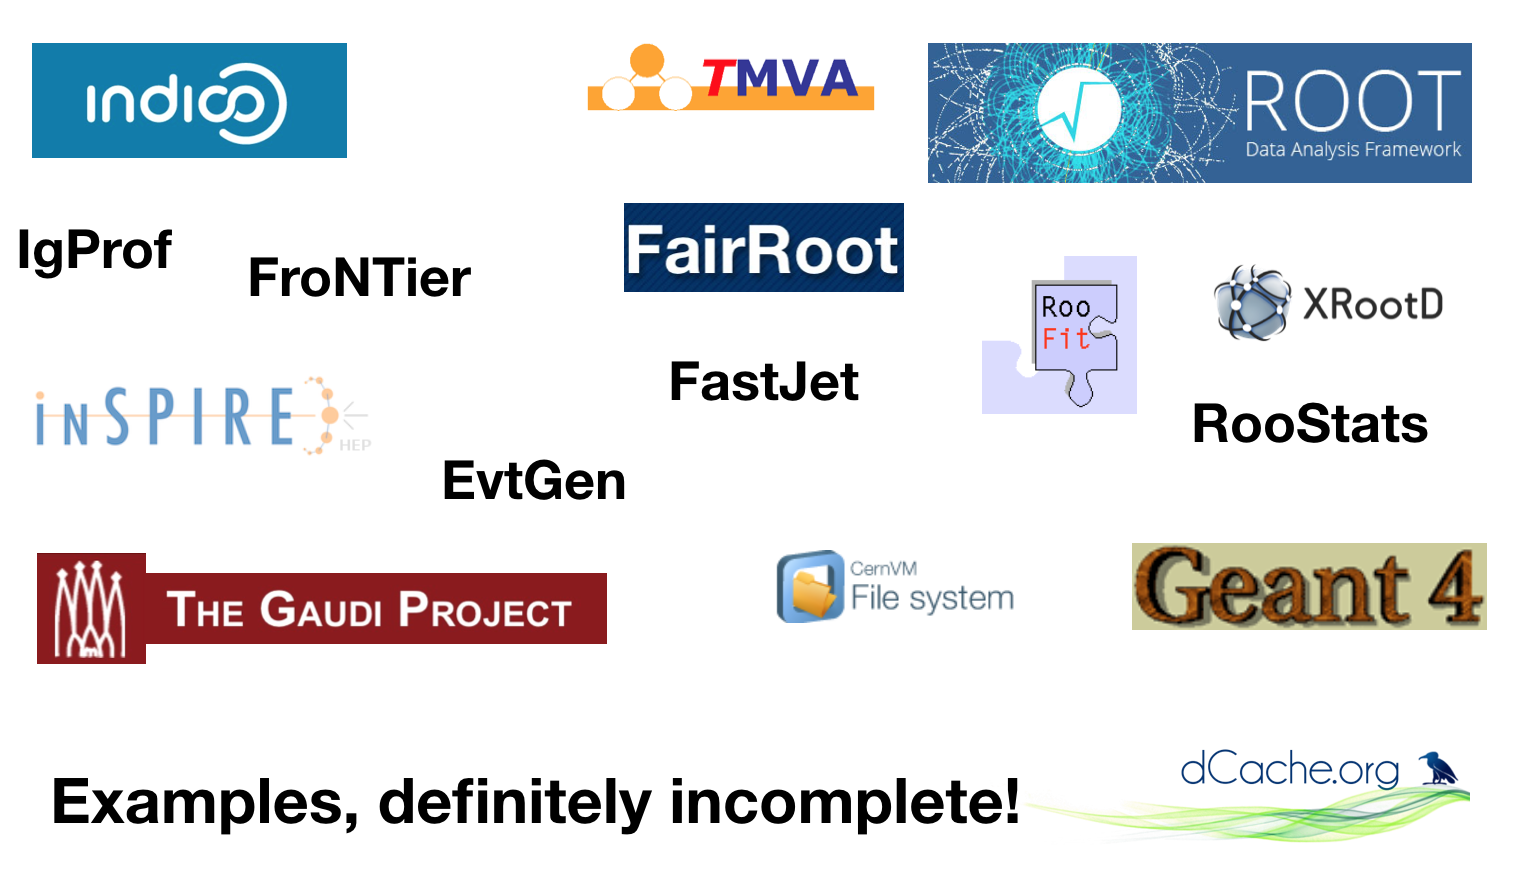 indico
TMVA
ROOT
Data Analysis Framework
IgProf
FroNTier
FairRoot
Roo
Fit
XRootD
inSPIRE
HEP
FastJet
RooStats
EvtGen
THE GAUDI PROJECT
CernVM
File system
Geant 4
dCache.org
Examples, definitely incomplete!